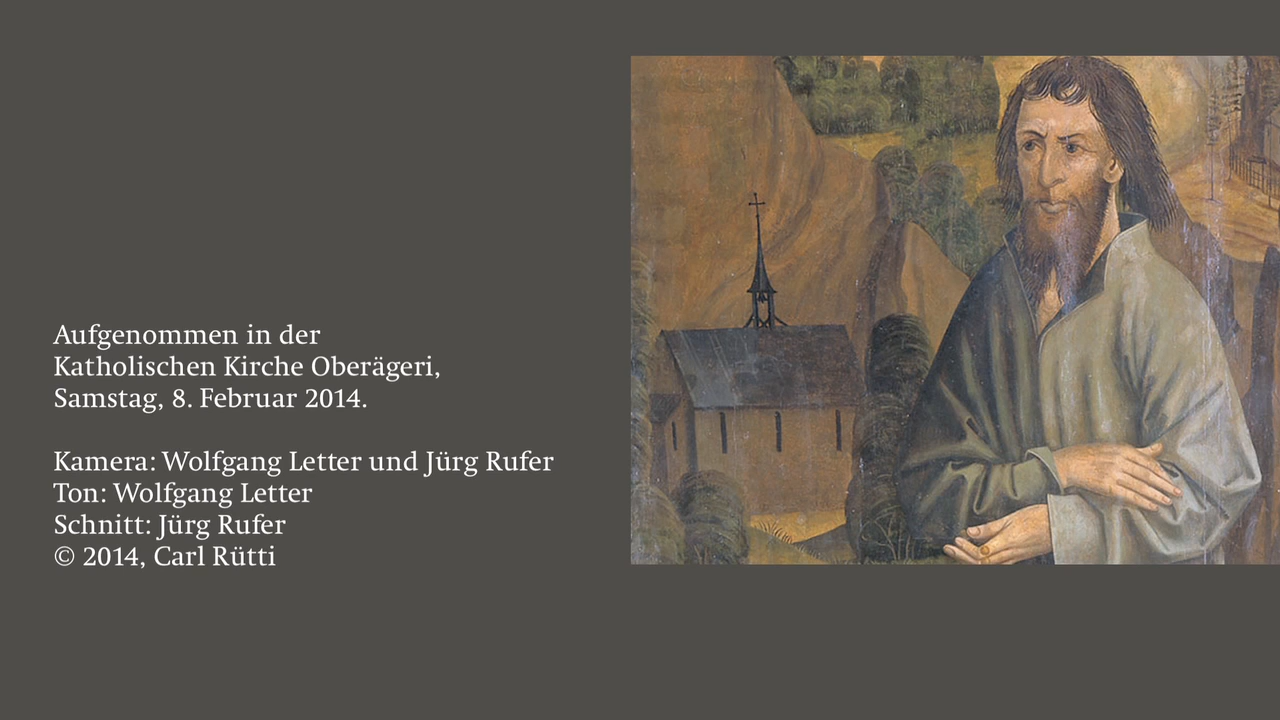 Aufgenommen in der
Katholischen Kirche Oberägeri,
Samstag, 8. Februar 2014.
Kamera: Wolfgang Letter und Jürg Rufer
Ton: Wolfgang Letter
Schnitt: Jürg Rufer
© 2014, Carl Rütti